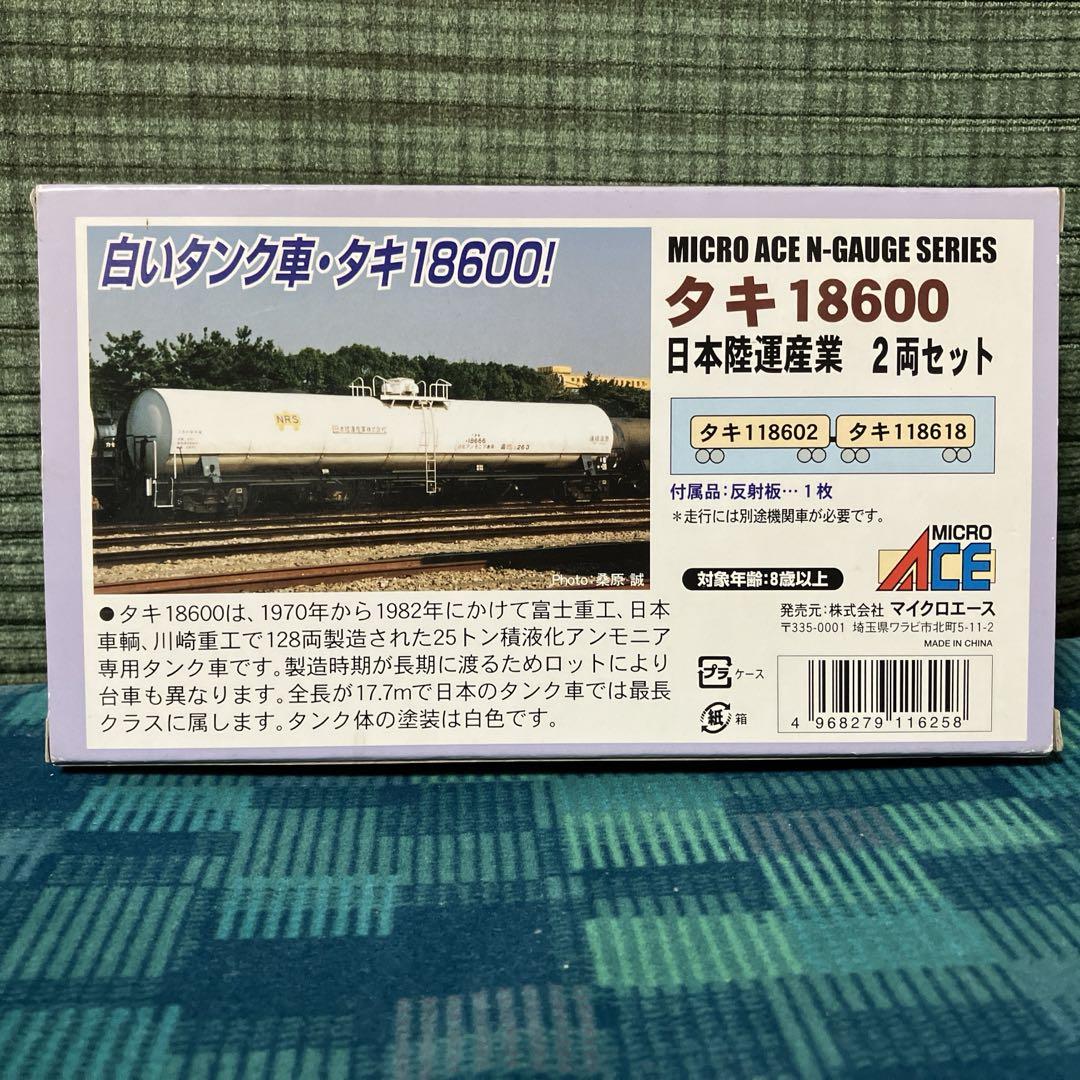 白いタンク車・タキ18600!
NRS
日本陸運産業株式会社
18666
Photo:桑原 誠
●タキ18600は、1970年から1982年にかけて富士重工、日本
車輌、川崎重工で128両製造された25トン積液化アンモニア
専用タンク車です。製造時期が長期に渡るためロットにより
台車も異なります。全長が17.7mで日本のタンク車では最長
クラスに属します。タンク体の塗装は白色です。
MICRO ACE N-GAUGE SERIES
タキ18600
日本陸運産業 2両セット
タキ118602 タキ118618
付属品:反射板…1枚
*走行には別途機関車が必要です。
MICRO
ACE
対象年齢:8歳以上
発売元:株式会社 マイクロエース
〒335-0001 埼玉県ワラビ市北町5-11-2
MADE IN CHINA
プラ ケース
紙 箱
4 968279 116258